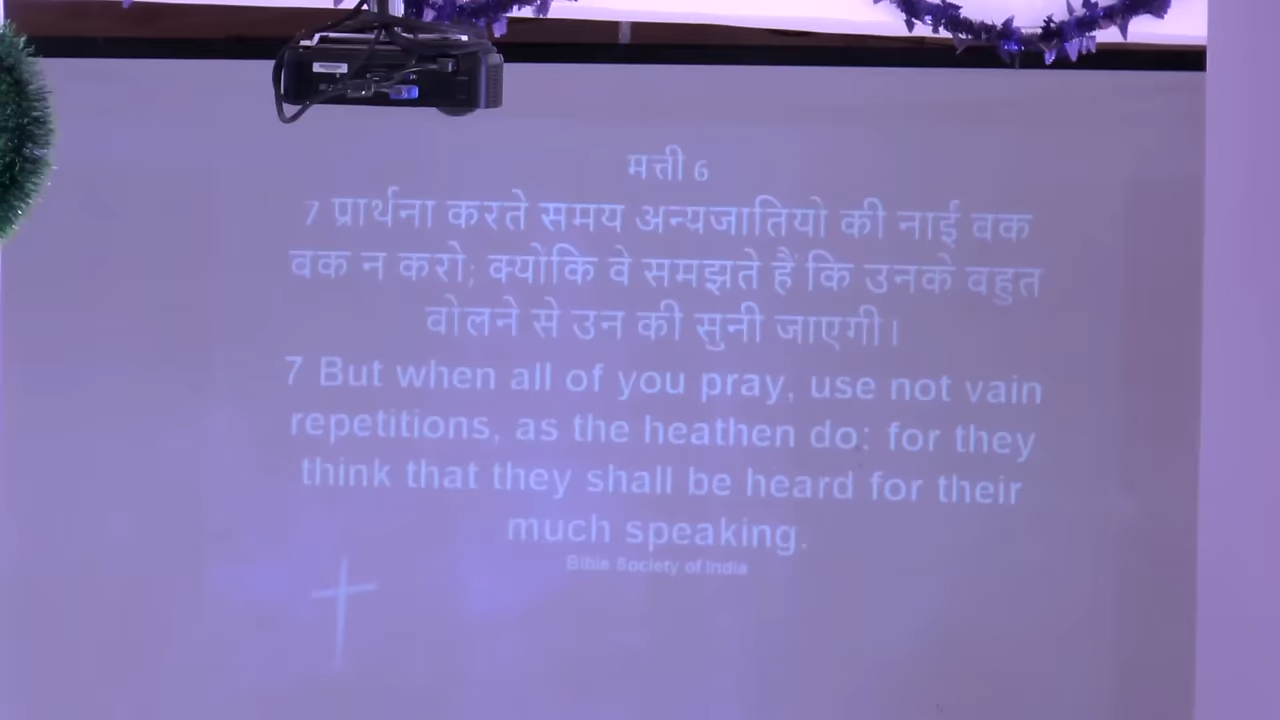 मत्ती 6
7 प्रार्थना करते समय अन्यजातियो की नाईं वक
वक न करो; क्योकि वे समझते हैं कि उनके वहुत
वोलने से उन की सुनी जाएगी।
7 But when all of you pray, use not vain
repetitions, as the heathen do: for they
think that they shall be heard for their
much speaking.
Bible Society of India